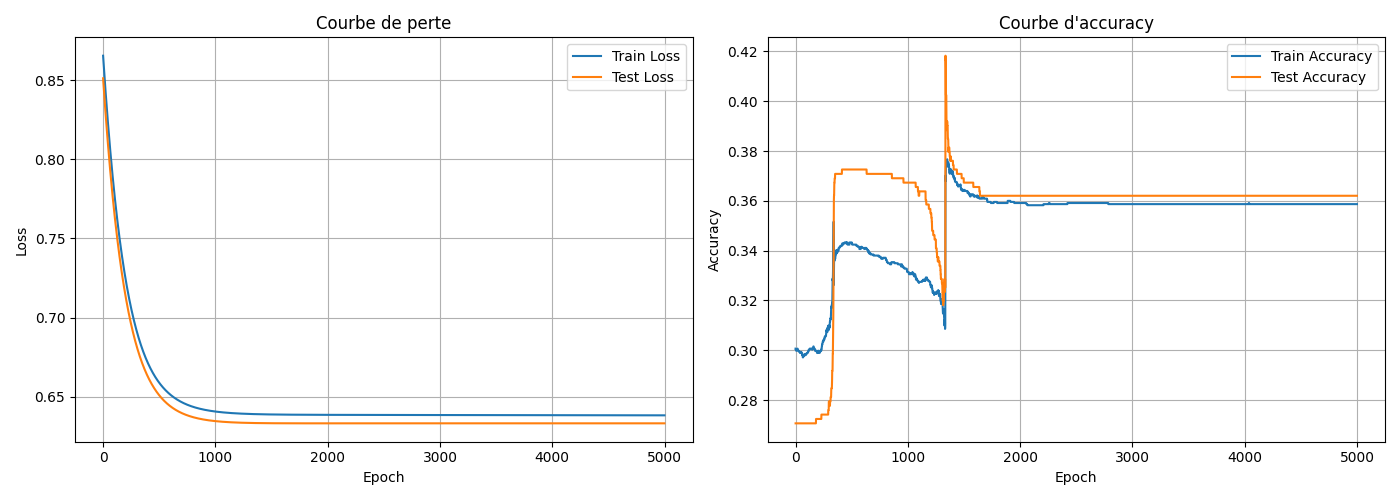 Courbe de perte
Train Loss
Test Loss
0.85
0.80
0.75
0.70
0.65
Loss
0
1000
2000
3000
4000
5000
Epoch
Courbe d'accuracy
Train Accuracy
Test Accuracy
0.42
0.40
0.38
0.36
0.34
0.32
0.30
0.28
Accuracy
0
1000
2000
3000
4000
5000
Epoch